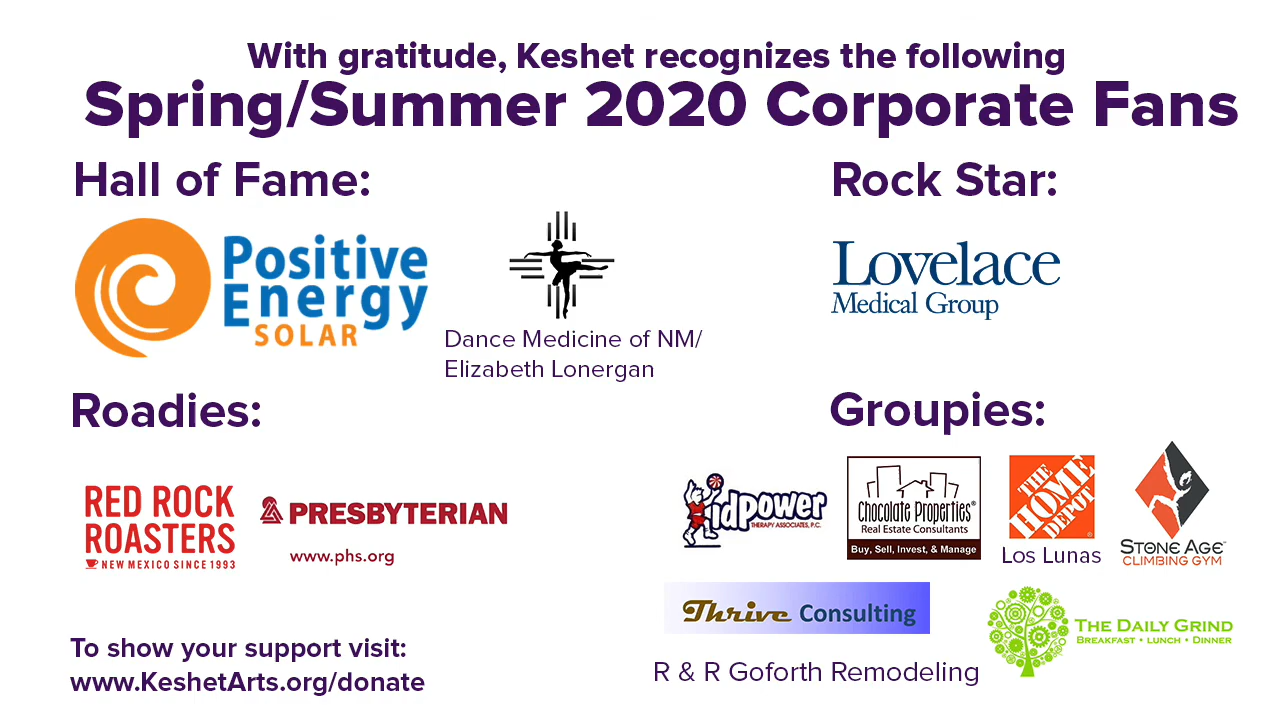 With gratitude, Keshet recognizes the following
Spring/Summer 2020 Corporate Fans
Hall of Fame:
Positive
Energy
SOLAR
Dance Medicine of NM/
Elizabeth Lonergan
Rock Star:
Lovelace
Medical Group
Roadies:
RED ROCK
ROASTERS
NEW MEXICO SINCE 1993
PRESBYTERIAN
www.phs.org
Groupies:
Kidpower
THERAPY ASSOCIATES, P.C.
Chocolate Properties®
Real Estate Consultants
Buy, Sell, Invest, & Manage
THE
HOME
DEPOT
®
Los Lunas
STONE AGE™
CLIMBING GYM
Thrive Consulting
THE DAILY GRIND
BREAKFAST • LUNCH • DINNER
R & R Goforth Remodeling
To show your support visit:
www.KeshetArts.org/donate